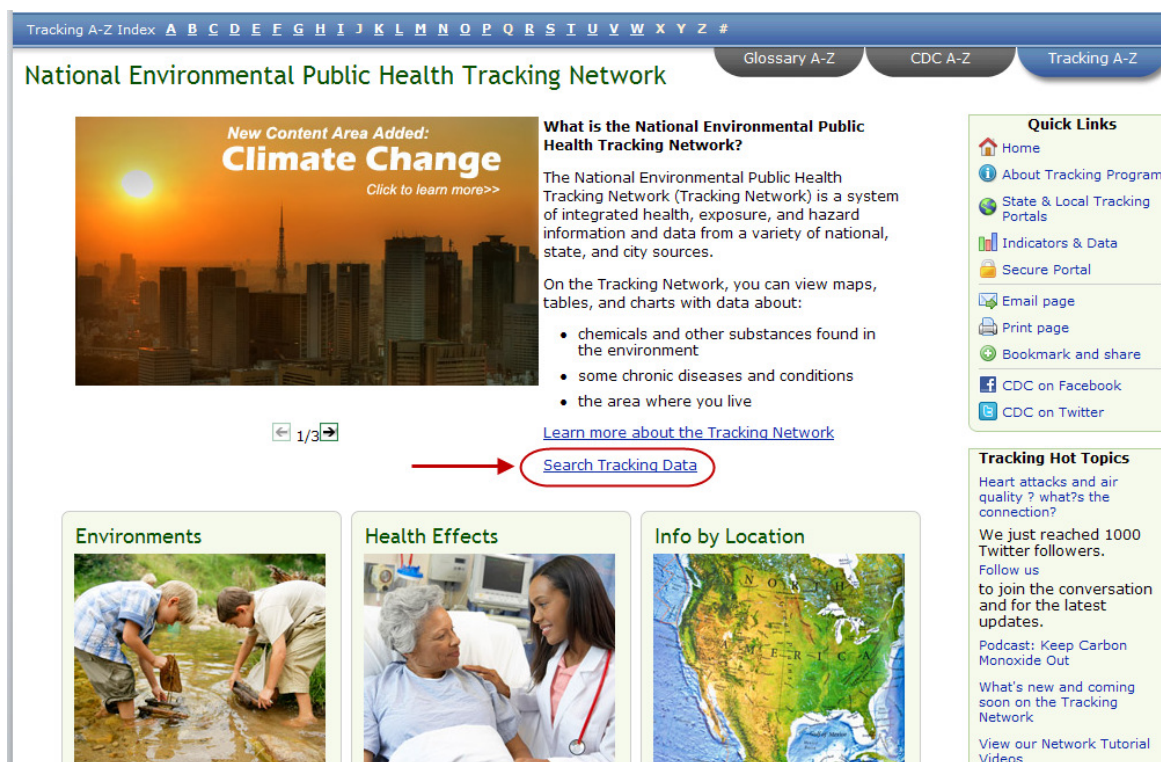 Tracking A-Z Index A B C D E F G H I J K L M N O P Q R S T U V W X Y Z #
Glossary A-Z
CDC A-Z
Tracking A-Z
National Environmental Public Health Tracking Network
New Content Area Added:
Climate Change
Click to learn more>>
1/3
What is the National Environmental Public
Health Tracking Network?
The National Environmental Public Health
Tracking Network (Tracking Network) is a system
of integrated health, exposure, and hazard
information and data from a variety of national,
state, and city sources.
On the Tracking Network, you can view maps,
tables, and charts with data about:
• chemicals and other substances found in
the environment
• some chronic diseases and conditions
• the area where you live
Learn more about the Tracking Network
Search Tracking Data
Quick Links
Home
About Tracking Program
State & Local Tracking
Portals
Indicators & Data
Secure Portal
Email page
Print page
Bookmark and share
CDC on Facebook
CDC on Twitter
Tracking Hot Topics
Heart attacks and air
quality ? what?s the
connection?
We just reached 1000
Twitter followers.
Follow us
to join the conversation
and for the latest
updates.
Podcast: Keep Carbon
Monoxide Out
What's new and coming
soon on the Tracking
Network
View our Network Tutorial
Videos
Environments
Health Effects
Info by Location
NORTH
AMERICA